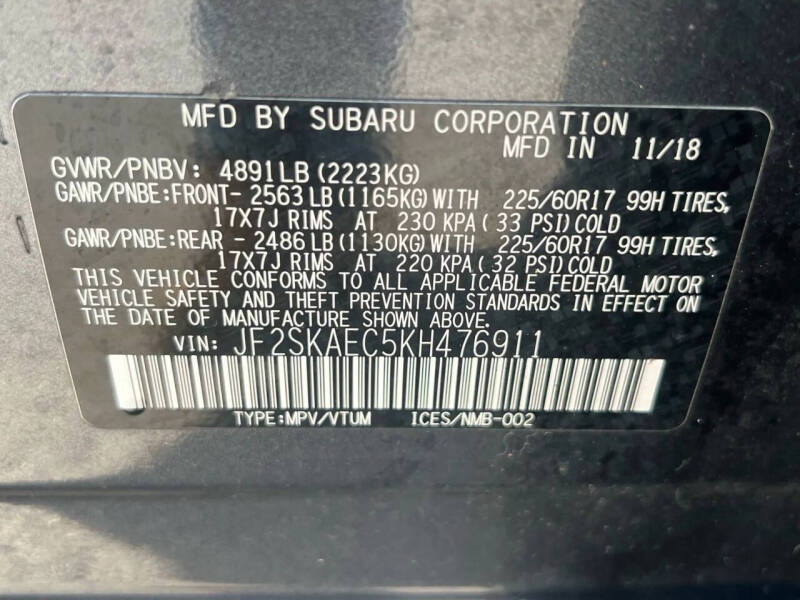 MFD BY SUBARU CORPORATION
MFD IN 11/18
GVWR/PNBV: 4891LB(2223KG)
GAWR/PNBE:FRONT- 2563LB(1165KG)WITH 225/60R17 99H TIRES,
17X7J RIMS AT 230 KPA(33 PSI)COLD
GAWR/PNBE:REAR - 2486LB(1130KG)WITH 225/60R17 99H TIRES,
17X7J RIMS AT 220 KPA(32 PSI)COLD
THIS VEHICLE CONFORMS TO ALL APPLICABLE FEDERAL MOTOR
VEHICLE SAFETY AND THEFT PREVENTION STANDARDS IN EFFECT ON
THE DATE OF MANUFACTURE SHOWN ABOVE.
VIN: JF2SKAEC5KH476911
TYPE:MPV/VTUM ICES/NMB-002